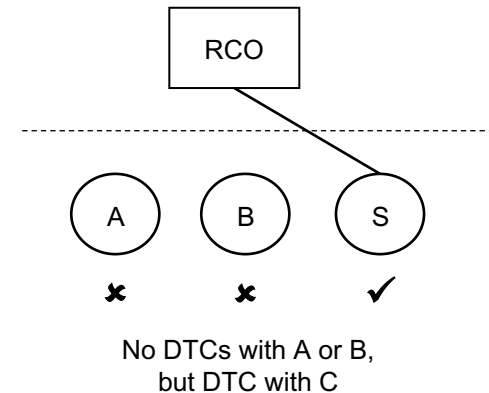 RCO
A B S
No DTCs with A or B,
but DTC with C